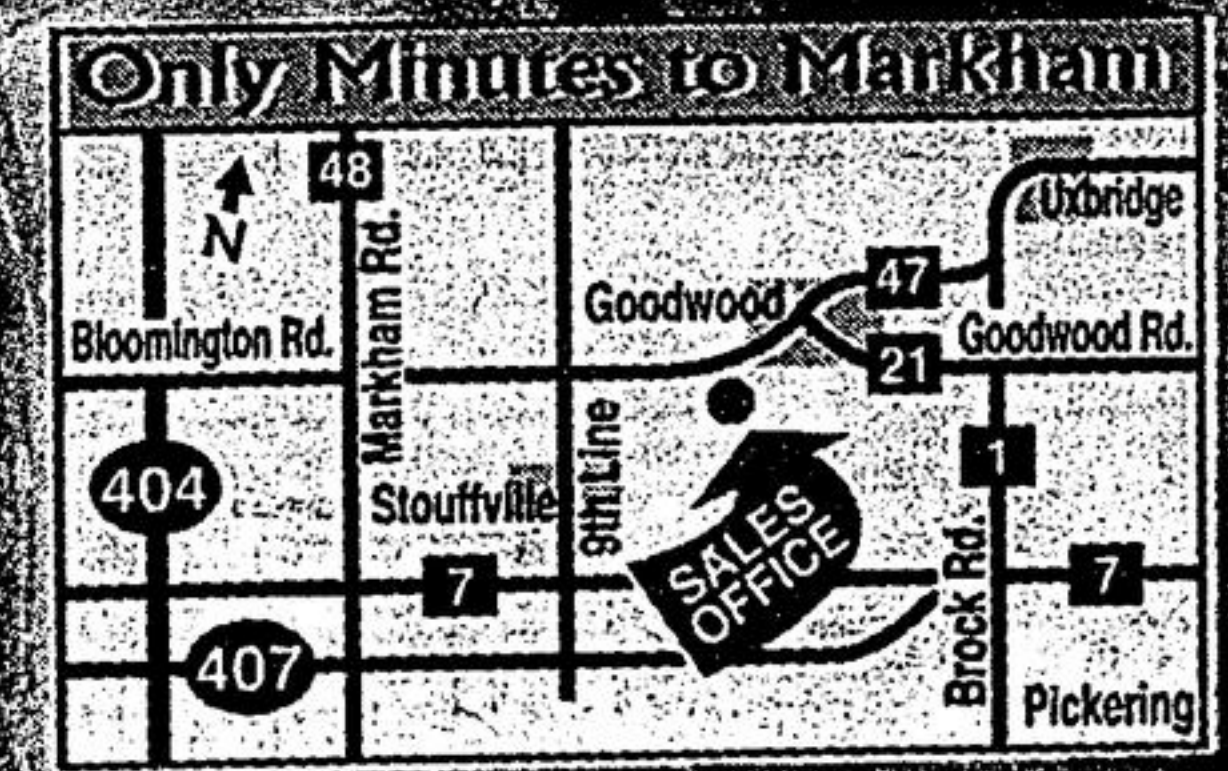 Only Minutes to Markham
N
48
Markham Rd.
Uxbridge
47
Goodwood
Bloomington Rd.
Goodwood Rd.
21
9th Line
404
1
Stouffville
SALES
OFFICE
7
7
Brock Rd.
407
Pickering